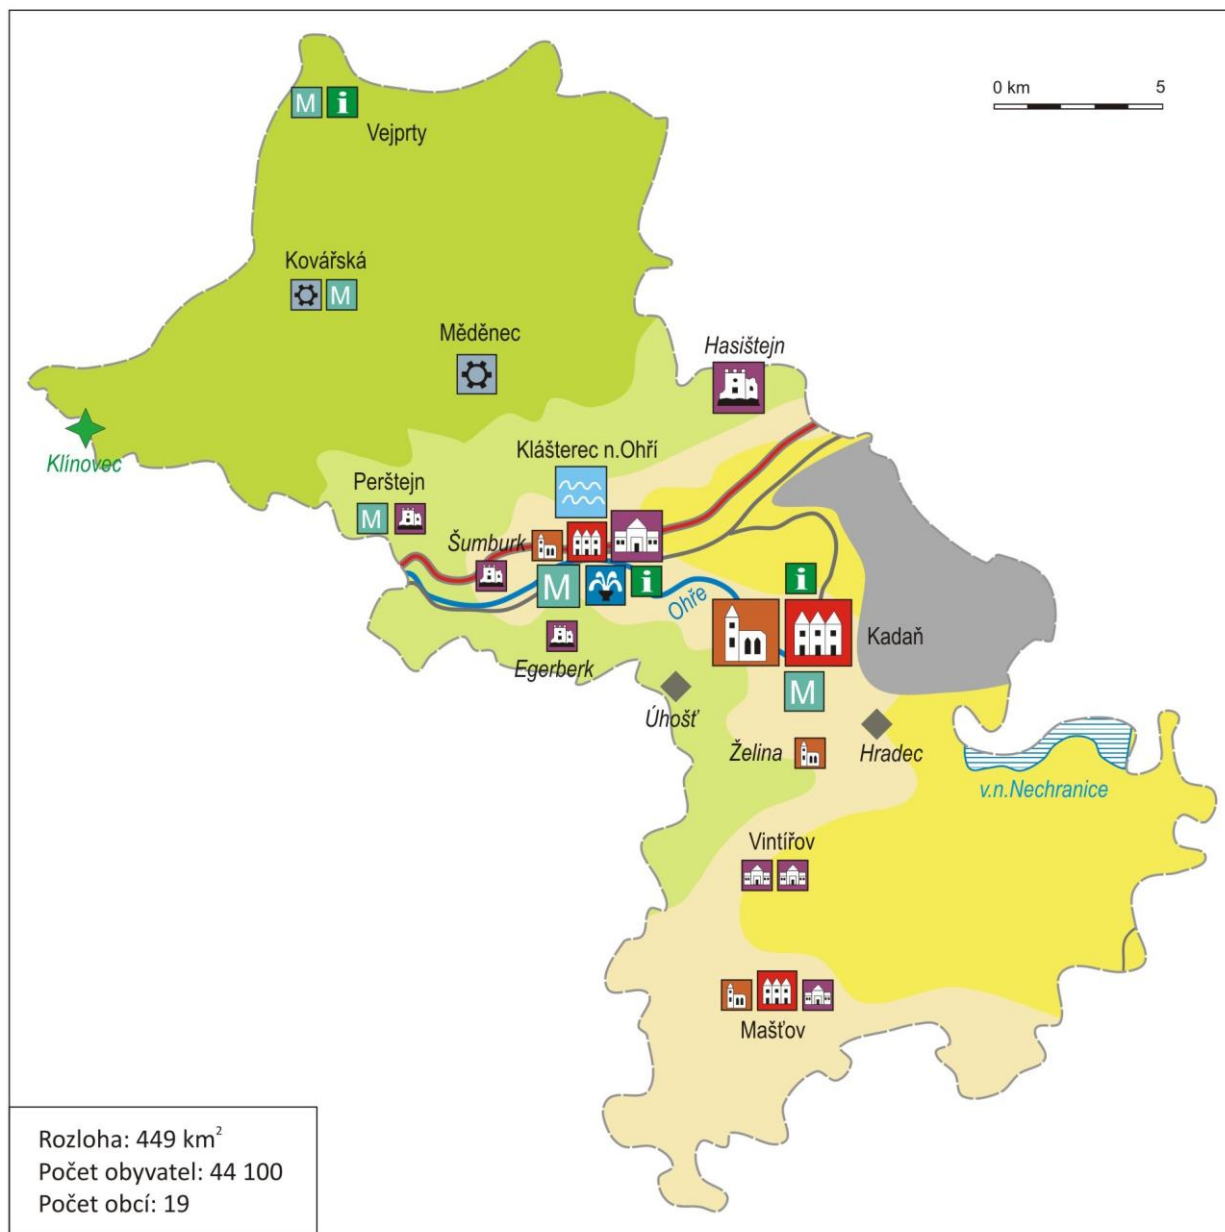 0 km 5
M i
Vejprty
Kovářská
M
Měděnec
Hasištejn
Klínovec
Klášterec n.Ohří
Perštejn
M
Šumburk
M i
Ohře
i
Kadaň
Egerberk
M
Úhošť
Želina
Hradec
v.n.Nechranice
Vintířov
Mašťov
Rozloha: 449 km²
Počet obyvatel: 44 100
Počet obcí: 19